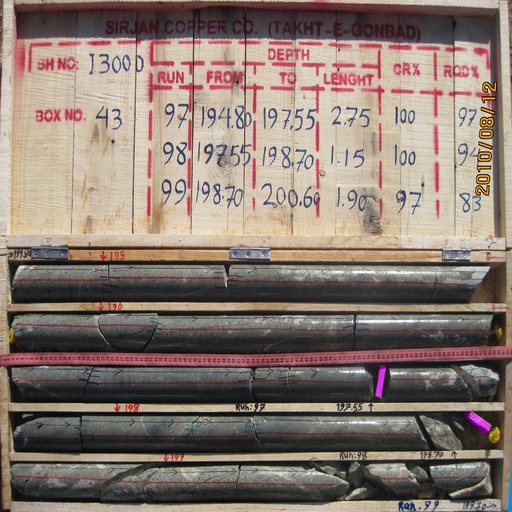 SIRJAN COPPER CO. (TAKHT-E-GONBAD)
DEPTH
BH NO: 13000 RUN FROM TO LENGHT CR% RQD%
BOX NO. 43 97 194.80 197.55 2.75 100 97
98 197.55 198.70 1.15 100 94
99 198.70 200.60 1.90 97 83
2010/08/12
195
196
198 Run:97 197.55
199 Run:98 198.70
Run.99 199.70